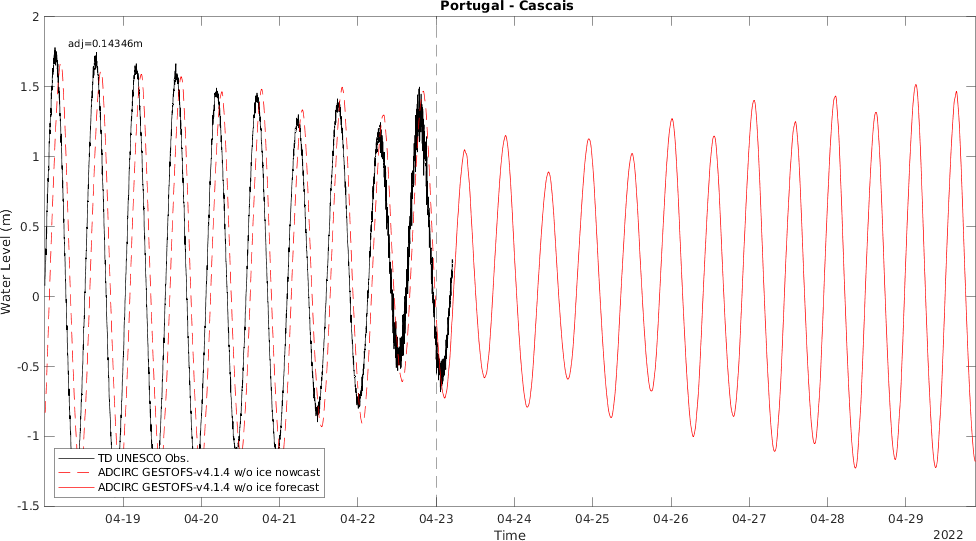 Portugal - Cascais
adj=0.14346m
2
1.5
1
0.5
0
-0.5
-1
-1.5
Water Level (m)
TD UNESCO Obs.
ADCIRC GESTOFS-v4.1.4 w/o ice nowcast
ADCIRC GESTOFS-v4.1.4 w/o ice forecast
04-19 04-20 04-21 04-22 04-23 04-24 04-25 04-26 04-27 04-28 04-29
Time
2022